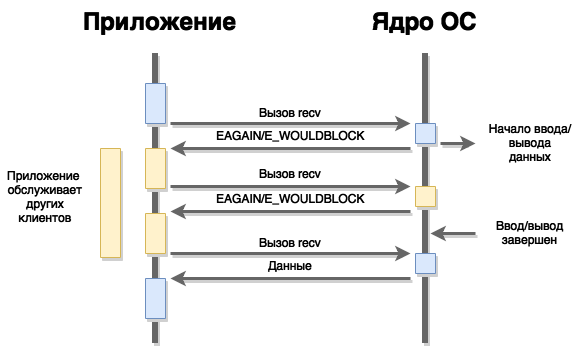 Приложение
Ядро ОС
Вызов recv
EAGAIN/E_WOULDBLOCK
Начало ввода/
вывода
данных
Вызов recv
Приложение
обслуживает
других
клиентов
EAGAIN/E_WOULDBLOCK
Ввод/вывод
завершен
Вызов recv
Данные